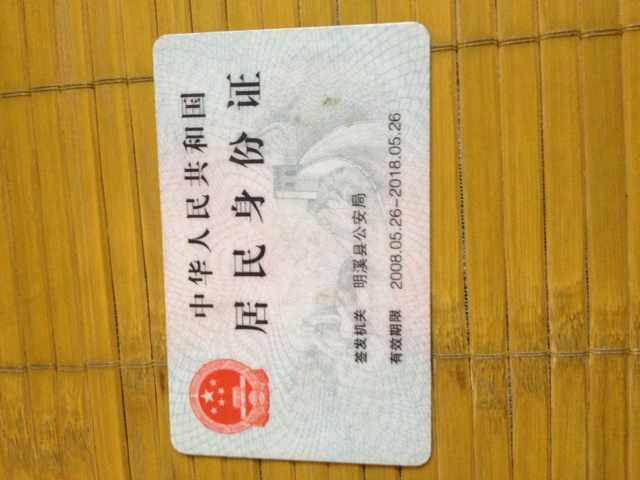 中华人民共和国
居民身份证
签发机关 明溪县公安局
有效期限 2008.05.26-2018.05.26